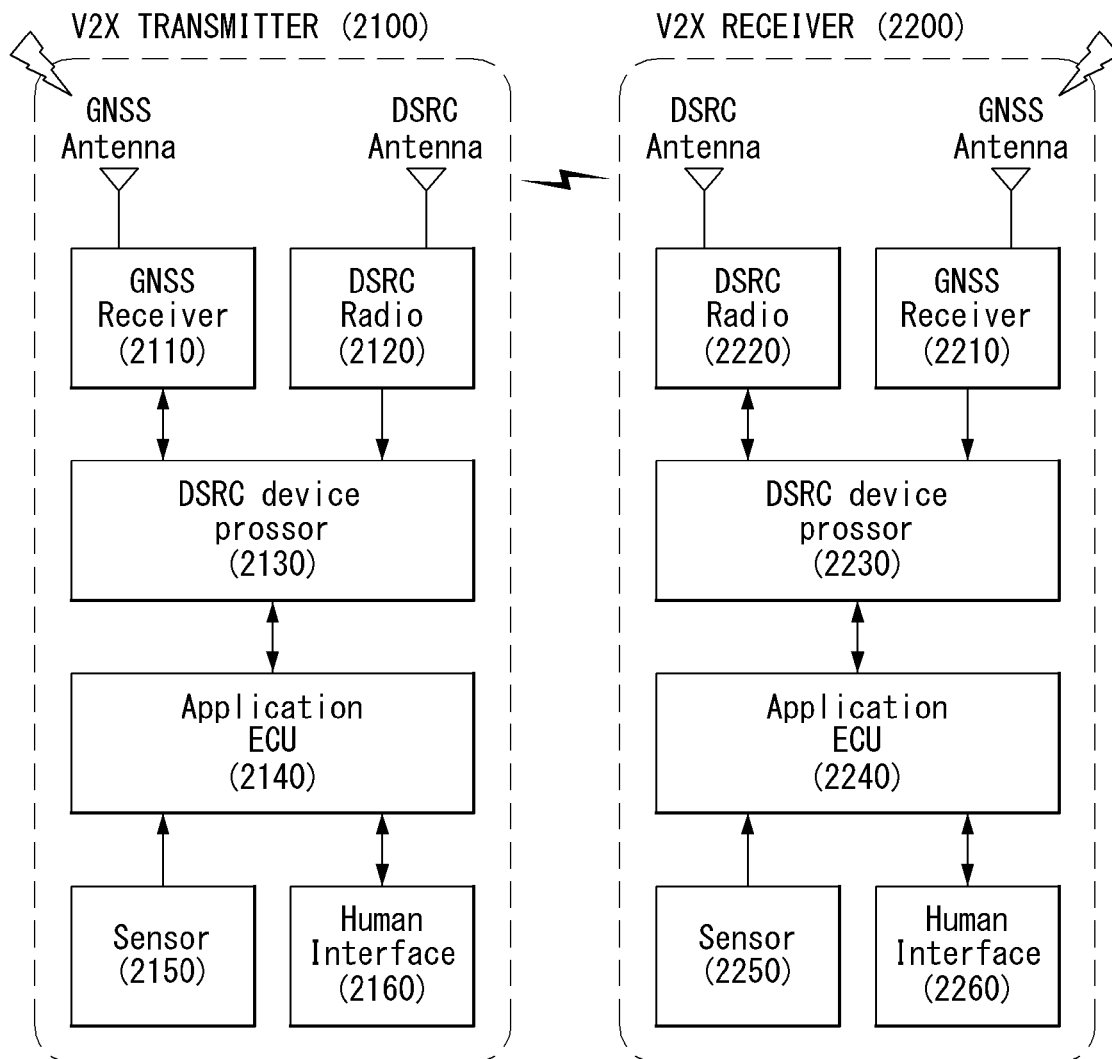 V2X TRANSMITTER (2100)
GNSS
Antenna
DSRC
Antenna
GNSS
Receiver
(2110)
DSRC
Radio
(2120)
DSRC device
prossor
(2130)
Application
ECU
(2140)
Sensor
(2150)
Human
Interface
(2160)
V2X RECEIVER (2200)
DSRC
Antenna
GNSS
Antenna
DSRC
Radio
(2220)
GNSS
Receiver
(2210)
DSRC device
prossor
(2230)
Application
ECU
(2240)
Sensor
(2250)
Human
Interface
(2260)